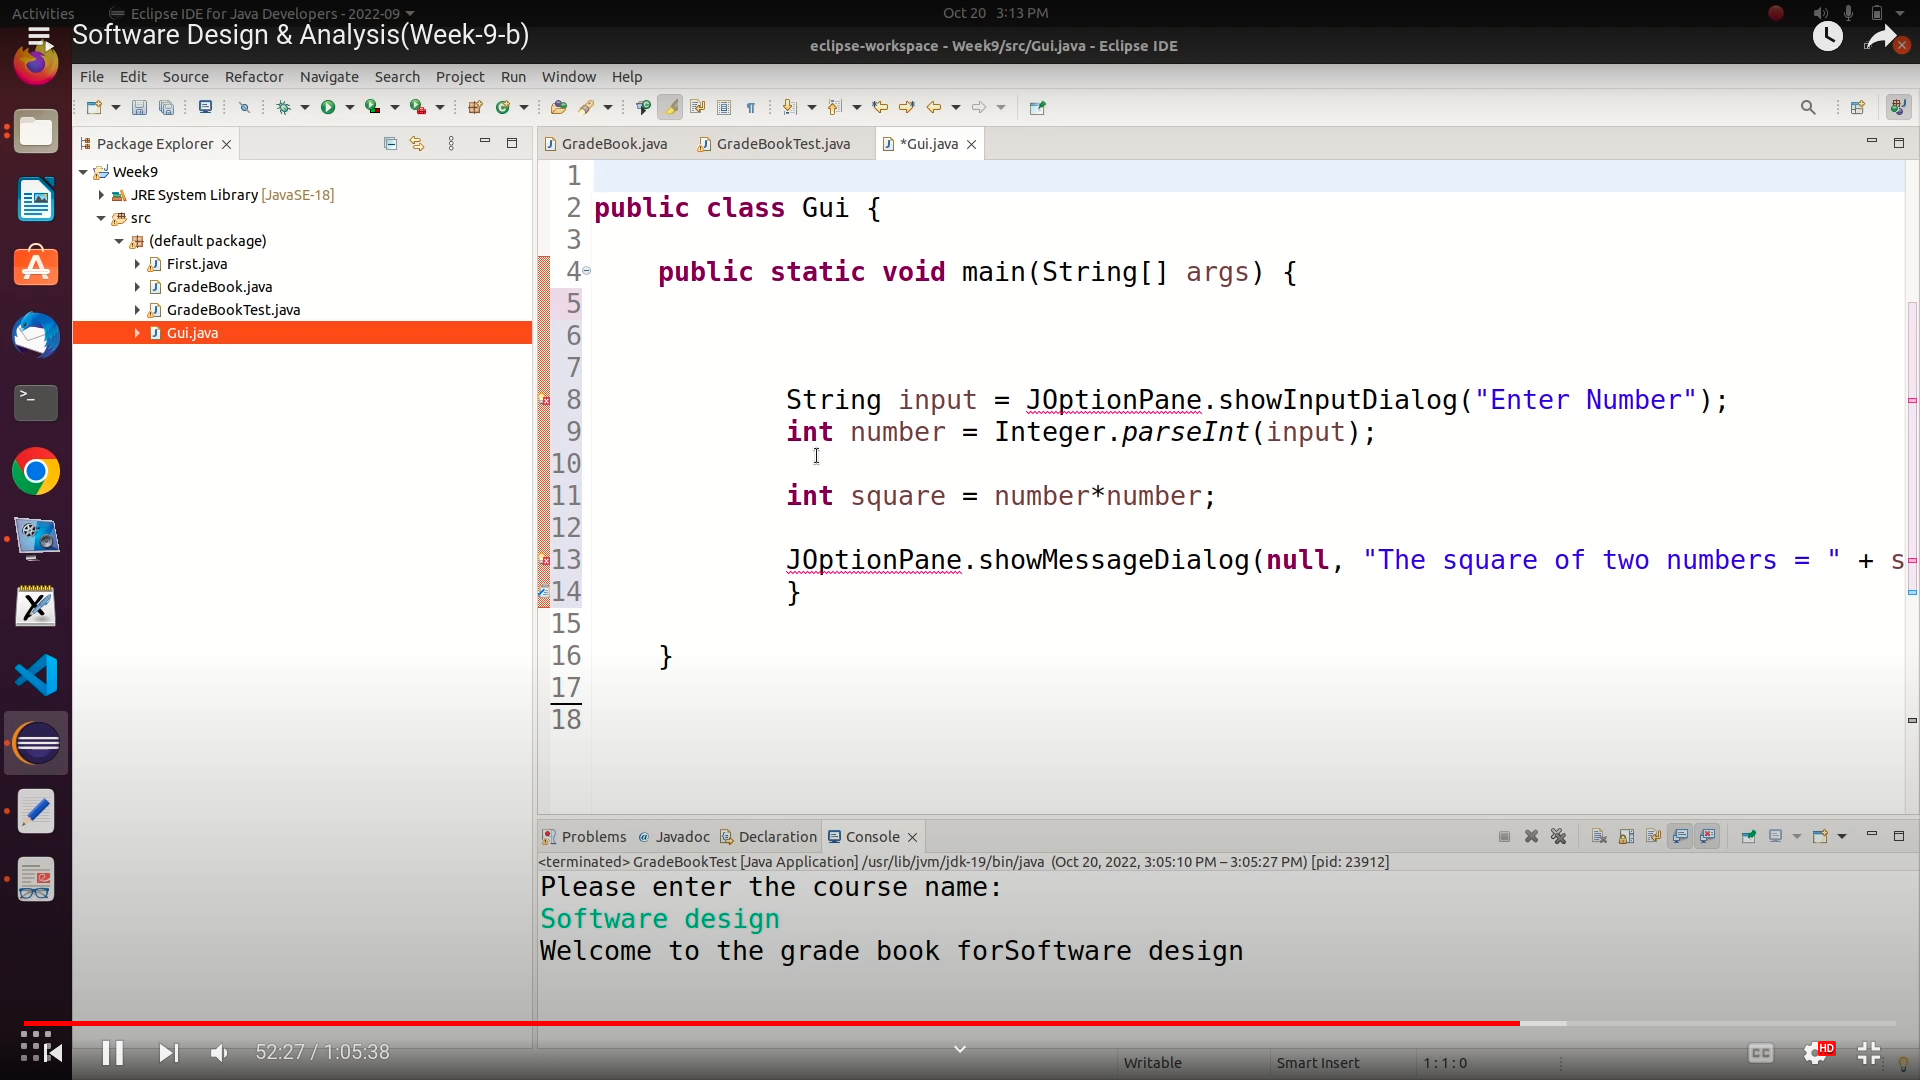 Activities
Eclipse IDE for Java Developers - 2022-09
Oct 20 3:13 PM
Software Design & Analysis(Week-9-b)
eclipse-workspace - Week9/src/Gui.java - Eclipse IDE
File Edit Source Refactor Navigate Search Project Run Window Help
Package Explorer
GradeBook.java
GradeBookTest.java
*Gui.java
Week9
JRE System Library [JavaSE-18]
src
(default package)
First.java
GradeBook.java
GradeBookTest.java
Gui.java
1
2 public class Gui {
3
4 public static void main(String[] args) {
5
6
7
8 String input = JOptionPane.showInputDialog("Enter Number");
9 int number = Integer.parseInt(input);
10
11 int square = number*number;
12
13 JOptionPane.showMessageDialog(null, "The square of two numbers = " + s
14 }
15
16 }
17
18
Problems Javadoc Declaration Console
<terminated> GradeBookTest [Java Application] /usr/lib/jvm/jdk-19/bin/java (Oct 20, 2022, 3:05:10 PM – 3:05:27 PM) [pid: 23912]
Please enter the course name:
Software design
Welcome to the grade book forSoftware design
52:27 / 1:05:38
CC
HD
Writable
Smart Insert
1 : 1 : 0